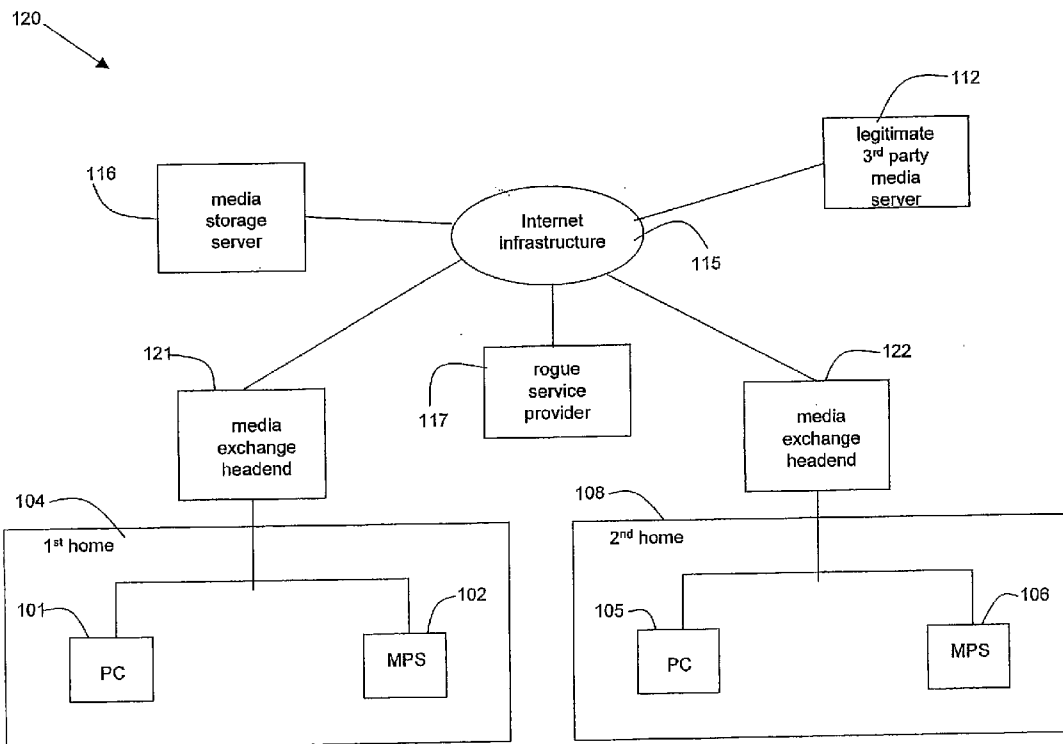 120
112
legitimate
3rd party
media
server
116
media
storage
server
Internet
infrastructure
115
121
media
exchange
headend
rogue
service
provider
117
122
media
exchange
headend
104
1st home
108
2nd home
101
PC
102
MPS
105
PC
106
MPS